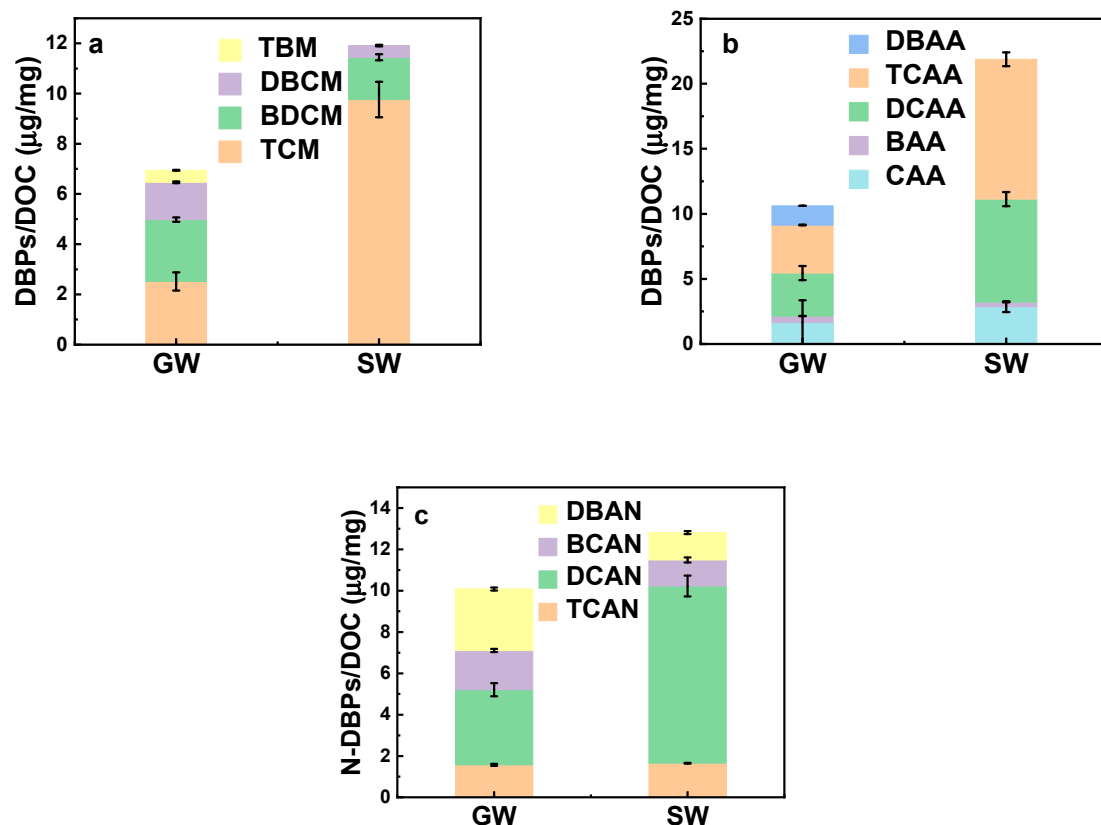 a
TBM
DBCM
BDCM
TCM
DBPs/DOC (μg/mg)
12
10
8
6
4
2
0
GW SW
b
DBAA
TCAA
DCAA
BAA
CAA
DBPs/DOC (μg/mg)
25
20
15
10
5
0
GW SW
c
DBAN
BCAN
DCAN
TCAN
N-DBPs/DOC (μg/mg)
14
12
10
8
6
4
2
0
GW SW